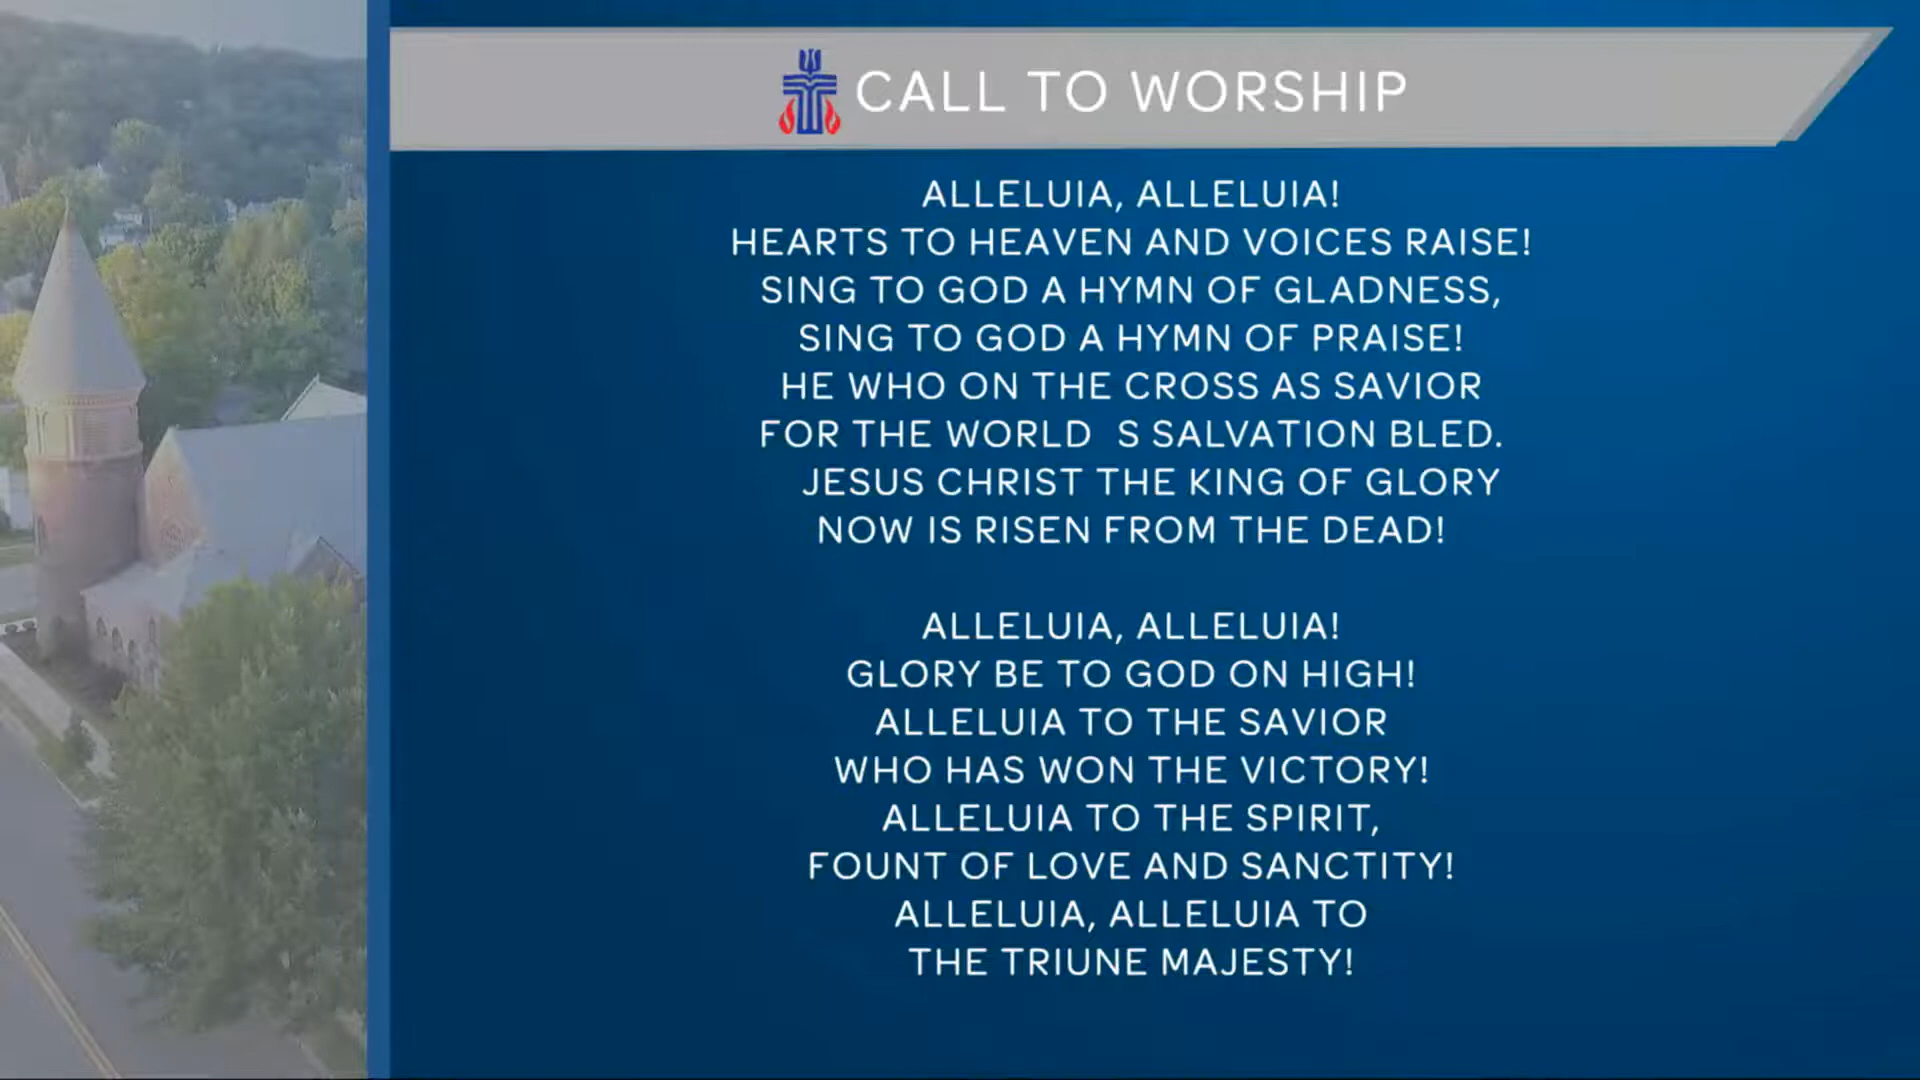 CALL TO WORSHIP
ALLELUIA, ALLELUIA!
HEARTS TO HEAVEN AND VOICES RAISE!
SING TO GOD A HYMN OF GLADNESS,
SING TO GOD A HYMN OF PRAISE!
HE WHO ON THE CROSS AS SAVIOR
FOR THE WORLD  S SALVATION BLED.
JESUS CHRIST THE KING OF GLORY
NOW IS RISEN FROM THE DEAD!
ALLELUIA, ALLELUIA!
GLORY BE TO GOD ON HIGH!
ALLELUIA TO THE SAVIOR
WHO HAS WON THE VICTORY!
ALLELUIA TO THE SPIRIT,
FOUNT OF LOVE AND SANCTITY!
ALLELUIA, ALLELUIA TO
THE TRIUNE MAJESTY!